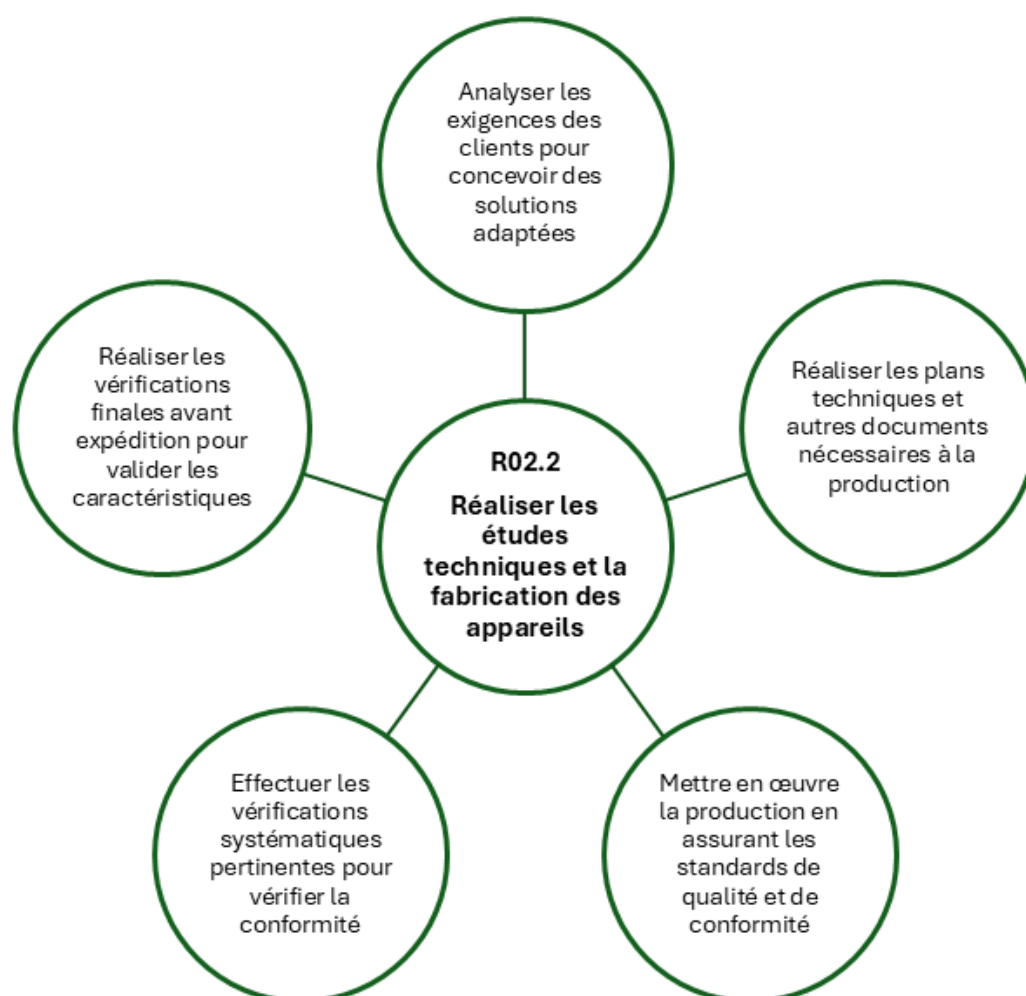 Analyser les
exigences des
clients pour
concevoir des
solutions
adaptées
Réaliser les plans
techniques et
autres documents
nécessaires à la
production
Mettre en œuvre
la production en
assurant les
standards de
qualité et de
conformité
Effectuer les
vérifications
systématiques
pertinentes pour
vérifier la
conformité
Réaliser les
vérifications
finales avant
expédition pour
valider les
caractéristiques
R02.2
Réaliser les
études
techniques et la
fabrication des
appareils